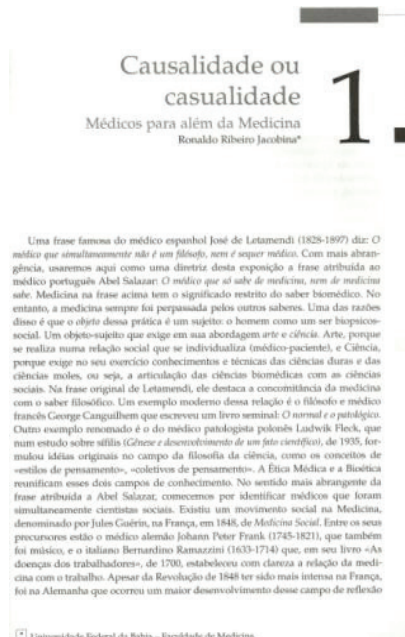 Causalidade ou
casualidade
Médicos para além da Medicina
Ronaldo Ribeiro Jacobina*
1.
Uma frase famosa do médico espanhol José de Letamendi (1828-1897) diz: O
médico que simultaneamente não é um filósofo, nem é sequer médico. Com mais abran-
gência, usaremos aqui como uma diretriz desta exposição a frase atribuída ao
médico português Abel Salazar: O médico que só sabe de medicina, nem de medicina
sabe. Medicina na frase acima tem o significado restrito do saber biomédico. No
entanto, a medicina sempre foi perpassada pelos outros saberes. Uma das razões
disso é que o objeto dessa prática é um sujeito: o homem como um ser biopsicos-
social. Um objeto-sujeito que exige em sua abordagem arte e ciência. Arte, porque
se realiza numa relação social que se individualiza (médico-paciente), e Ciência,
porque exige no seu exercício conhecimentos e técnicas das ciências duras e das
ciências moles, ou seja, a articulação das ciências biomédicas com as ciências
sociais. Na frase original de Letamendi, ele destaca a concomitância da medicina
com o saber filosófico. Um exemplo moderno dessa relação é o filósofo e médico
francês George Canguilhem que escreveu um livro seminal: O normal e o patológico.
Outro exemplo renomado é o do médico patologista polonês Ludwik Fleck, que
num estudo sobre sífilis (Gênese e desenvolvimento de um fato científico), de 1935, for-
mulou idéias originais no campo da filosofia da ciência, como os conceitos de
«estilos de pensamento», «coletivos de pensamento». A Ética Médica e a Bioética
reunificam esses dois campos de conhecimento. No sentido mais abrangente da
frase atribuída a Abel Salazar, comecemos por identificar médicos que foram
simultaneamente cientistas sociais. Existiu um movimento social na Medicina,
denominado por Jules Guérin, na França, em 1848, de Medicina Social. Entre os seus
precursores estão o médico alemão Johann Peter Frank (1745-1821), que também
foi músico, e o italiano Bernardino Ramazzini (1633-1714) que, em seu livro «As
doenças dos trabalhadores», de 1700, estabeleceu com clareza a relação da medi-
cina com o trabalho. Apesar da Revolução de 1848 ter sido mais intensa na França,
foi na Alemanha que ocorreu um maior desenvolvimento desse campo de reflexão
* Universidade Federal da Bahia – Faculdade de Medicina.